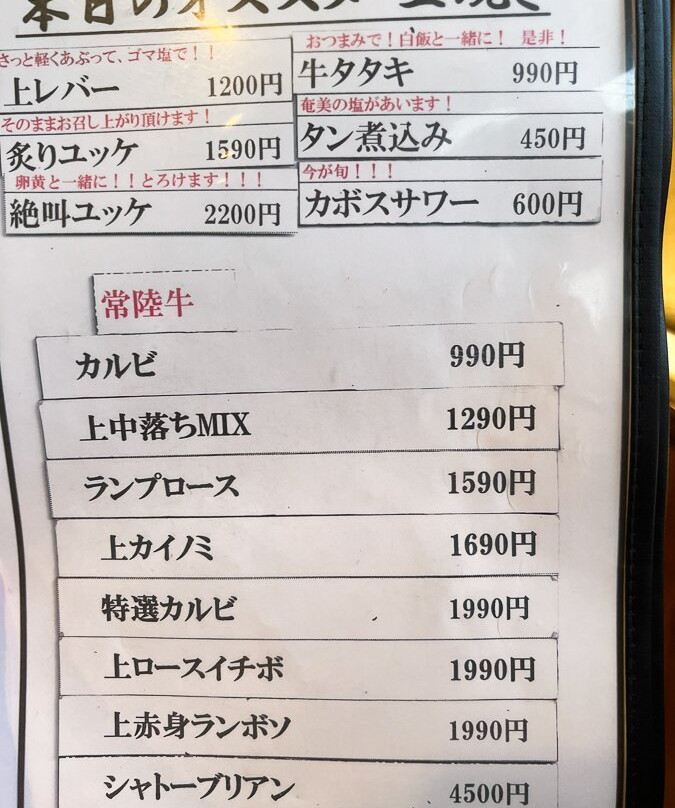 本日のオススメ
さっと軽くあぶって、ゴマ塩で！！
上レバー 1200円
そのままお召し上がり頂けます！
炙りユッケ 1590円
卵黄と一緒に！！とろけます！！！
絶叫ユッケ 2200円
おつまみで！白飯と一緒に！ 是非！
牛タタキ 990円
奄美の塩があいます！
タン煮込み 450円
今が旬！！！
カボスサワー 600円
常陸牛
カルビ 990円
上中落ちMIX 1290円
ランプロース 1590円
上カイノミ 1690円
特選カルビ 1990円
上ロースイチボ 1990円
上赤身ランボソ 1990円
シャトーブリアン 4500円